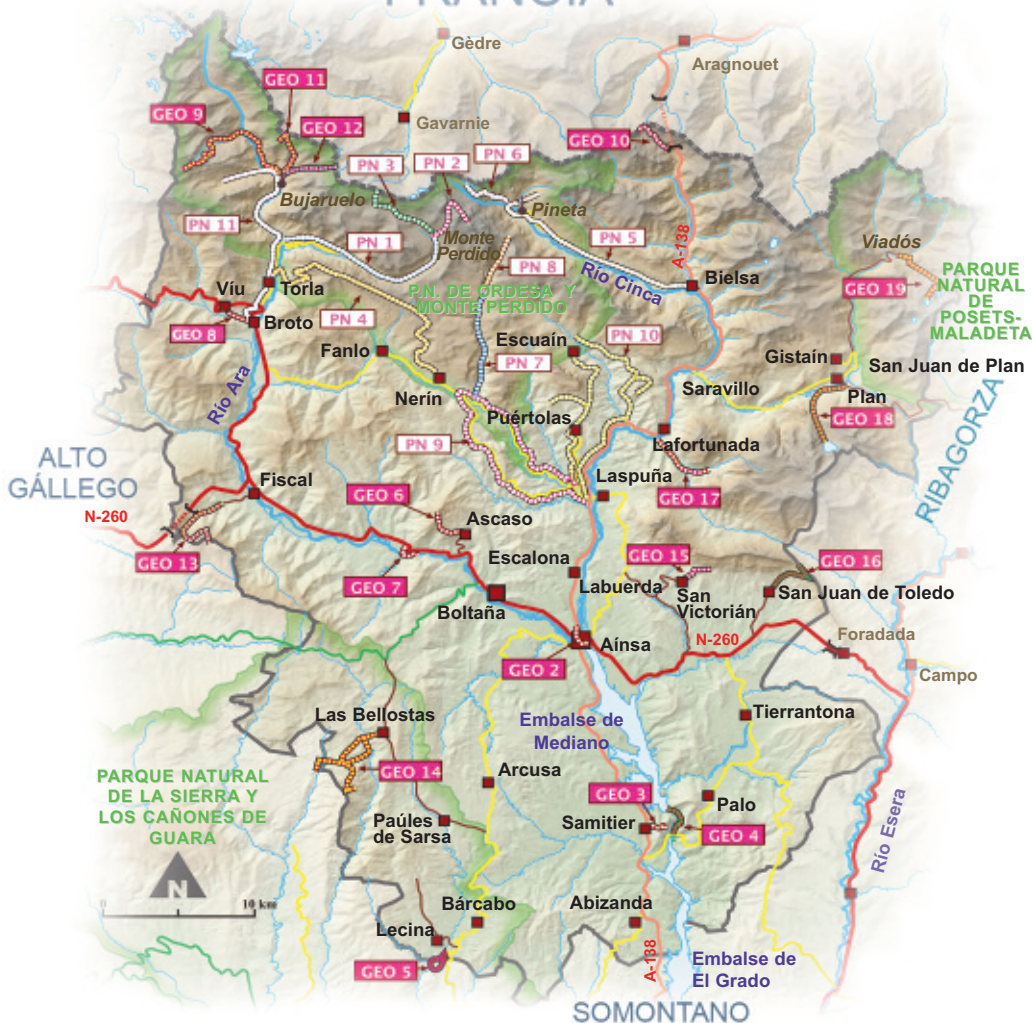 FRANCIA
Gèdre
Aragnouet
GEO 11
GEO 9
GEO 12
Gavarnie
GEO 10
PN 3
PN 2
PN 6
Bujaruelo
Pineta
PN 11
PN 1
Monte
Perdido
PN 5
A-138
Viadós
PN 8
Río Cinca
Bielsa
Víu
Torla
P.N. DE ORDESA Y
MONTE PERDIDO
GEO 19
PARQUE
NATURAL
DE
POSETS-
MALADETA
GEO 8
Broto
PN 4
Escuaín
PN 10
Fanlo
PN 7
Gistaín
San Juan de Plan
Nerín
Saravillo
Plan
Río Ara
Puértolas
GEO 18
PN 9
Lafortunada
RIBAGORZA
ALTO
GÁLLEGO
Fiscal
Laspuña
GEO 17
N-260
GEO 6
Ascaso
GEO 13
GEO 7
Escalona
GEO 15
GEO 16
Labuerda
San
Victorián
San Juan de Toledo
Boltaña
N-260
Foradada
Aínsa
GEO 2
Campo
Las Bellostas
Embalse de
Mediano
Tierrantona
GEO 14
Arcusa
PARQUE NATURAL
DE LA SIERRA Y
LOS CAÑONES DE
GUARA
GEO 3
Palo
Paúles
de Sarsa
Samitier
GEO 4
Río Esera
N
0
10 km
Bárcabo
Abizanda
Lecina
GEO 5
A-138
Embalse de
El Grado
SOMONTANO